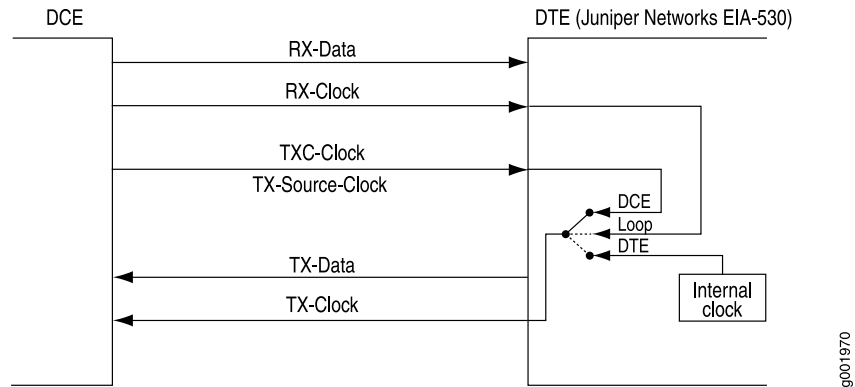 DCE
DTE (Juniper Networks EIA-530)
RX-Data
RX-Clock
TXC-Clock
TX-Source-Clock
DCE
Loop
DTE
TX-Data
TX-Clock
Internal
clock
g001970